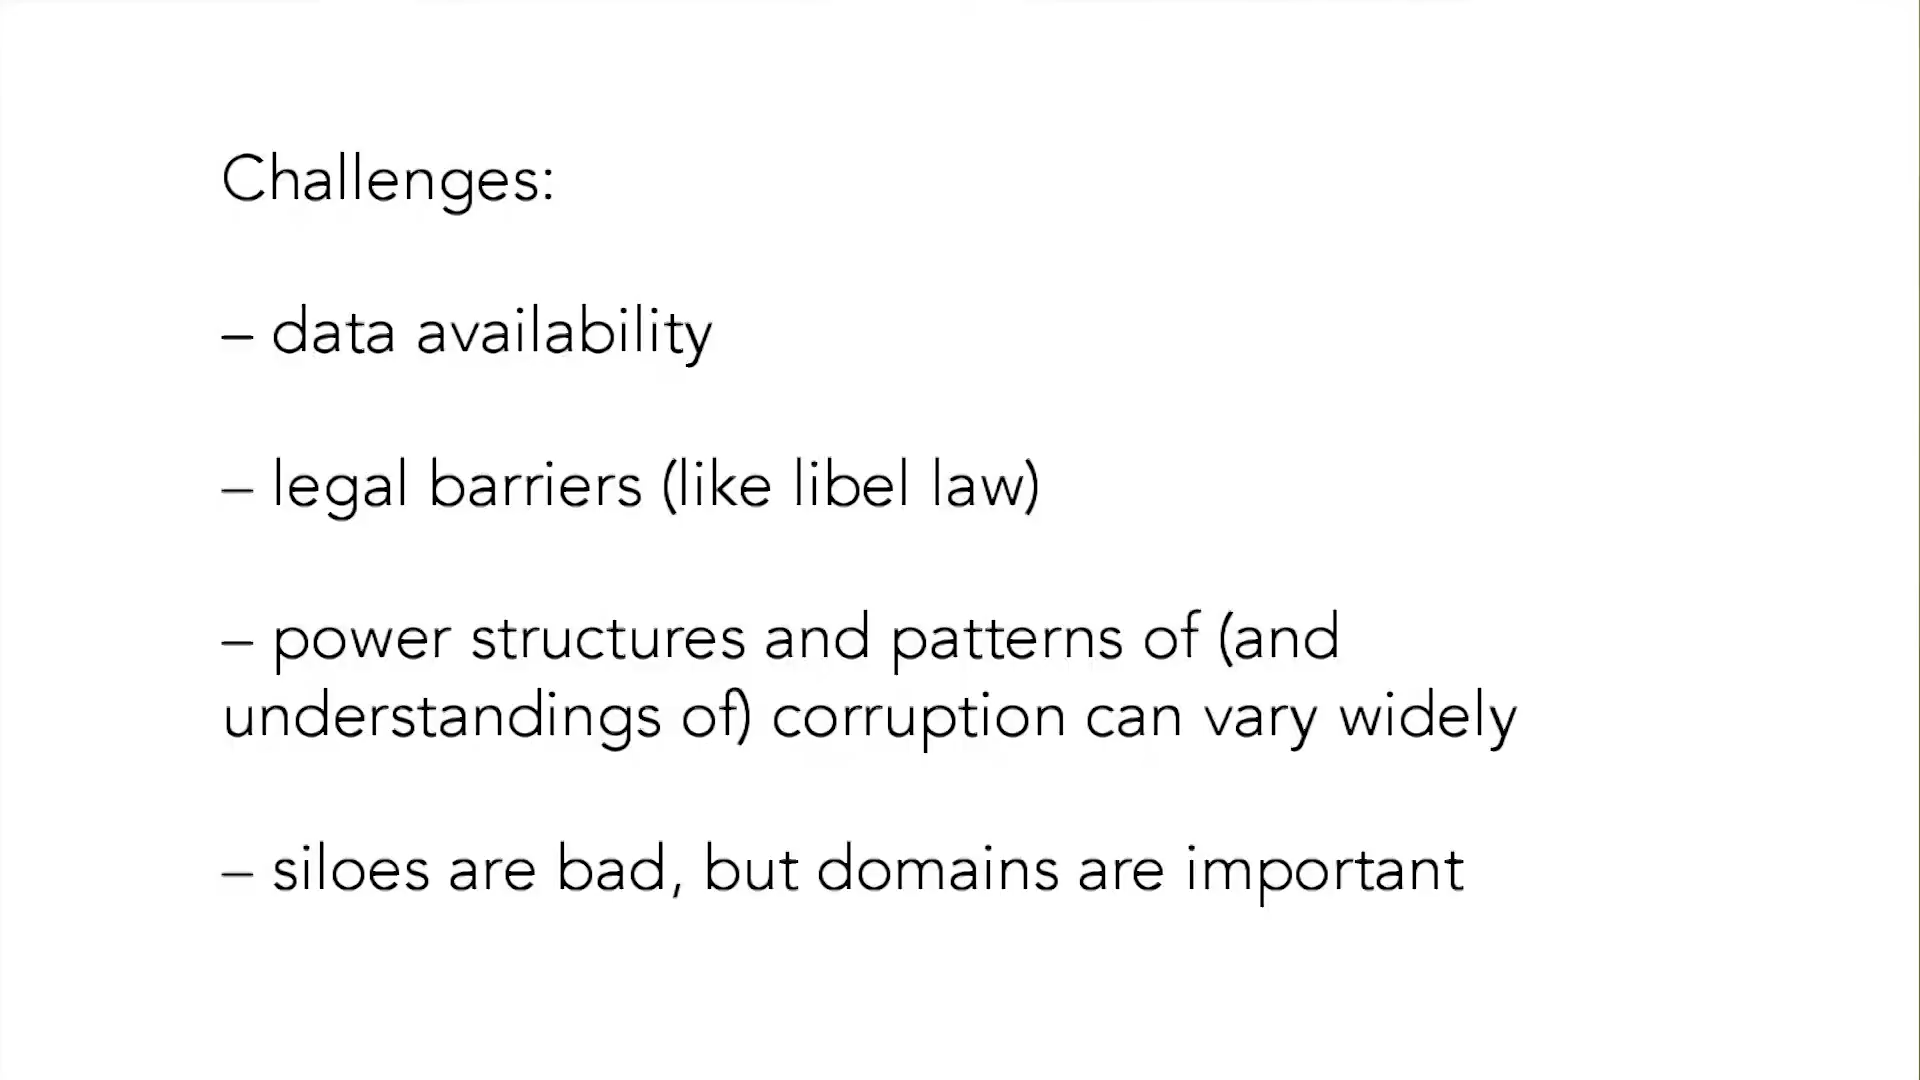 Challenges:
– data availability
– legal barriers (like libel law)
– power structures and patterns of (and
understandings of) corruption can vary widely
– siloes are bad, but domains are important